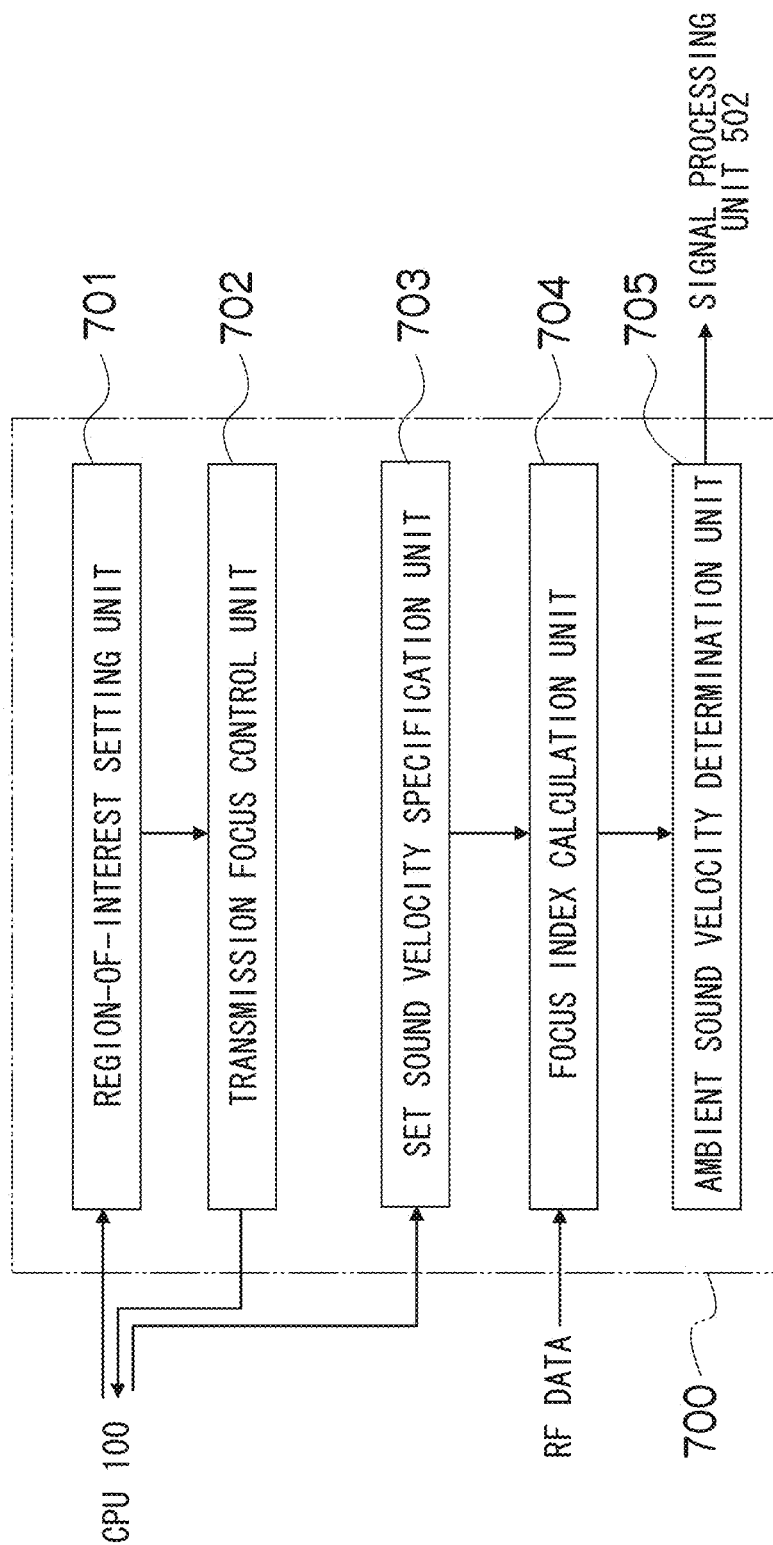 CPU 100
REGION-OF-INTEREST SETTING UNIT
701
TRANSMISSION FOCUS CONTROL UNIT
702
SET SOUND VELOCITY SPECIFICATION UNIT
703
RF DATA
FOCUS INDEX CALCULATION UNIT
704
AMBIENT SOUND VELOCITY DETERMINATION UNIT
705
SIGNAL PROCESSING
UNIT 502
700